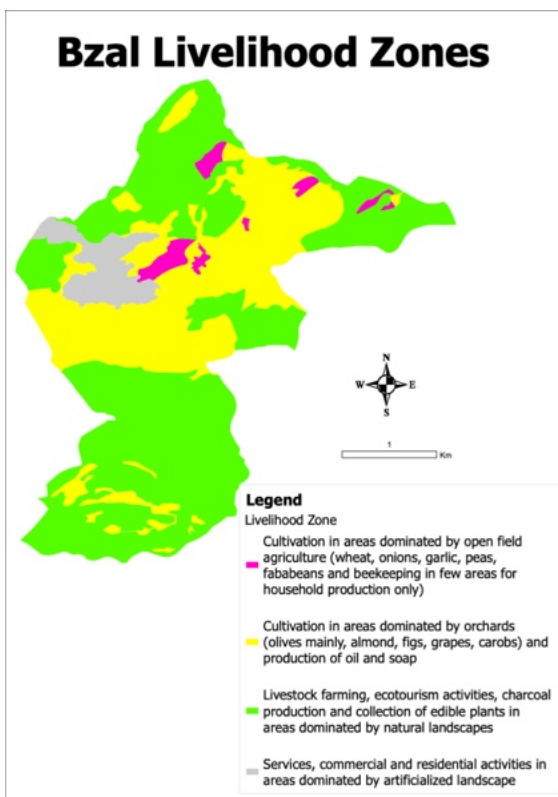 Bzal Livelihood Zones
N
W E
S
1
Km
Legend
Livelihood Zone
Cultivation in areas dominated by open field
agriculture (wheat, onions, garlic, peas,
fababeans and beekeeping in few areas for
household production only)
Cultivation in areas dominated by orchards
(olives mainly, almond, figs, grapes, carobs) and
production of oil and soap
Livestock farming, ecotourism activities, charcoal
production and collection of edible plants in
areas dominated by natural landscapes
Services, commercial and residential activities in
areas dominated by artificialized landscape